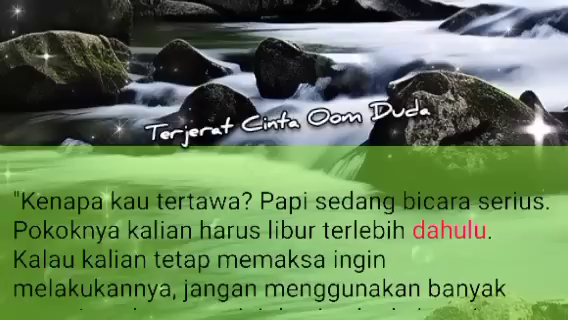 Terjerat Cinta Oom Duda
"Kenapa kau tertawa? Papi sedang bicara serius.
Pokoknya kalian harus libur terlebih dahulu.
Kalau kalian tetap memaksa ingin
melakukannya, jangan menggunakan banyak